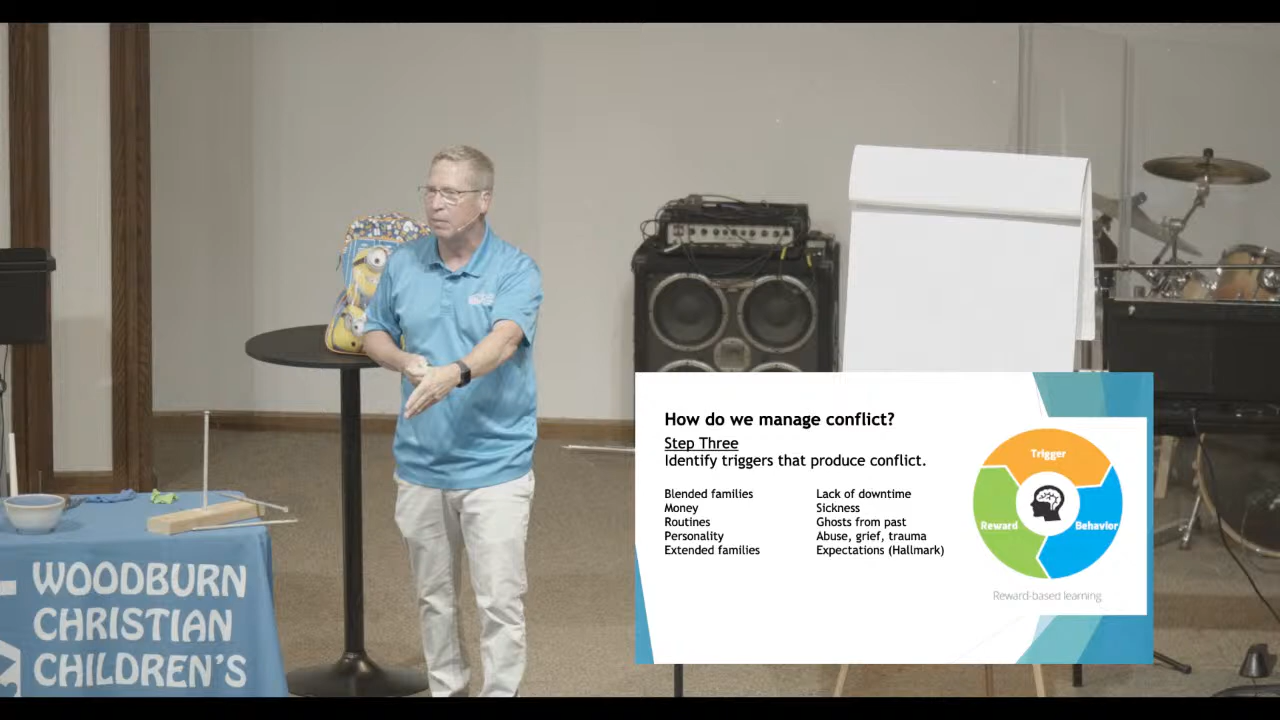 WOODBURN
CHRISTIAN
CHILDREN'S
How do we manage conflict?
Step Three
Identify triggers that produce conflict.
Blended families
Money
Routines
Personality
Extended families
Lack of downtime
Sickness
Ghosts from past
Abuse, grief, trauma
Expectations (Hallmark)
Trigger
Reward
Behavior
Reward-based learning